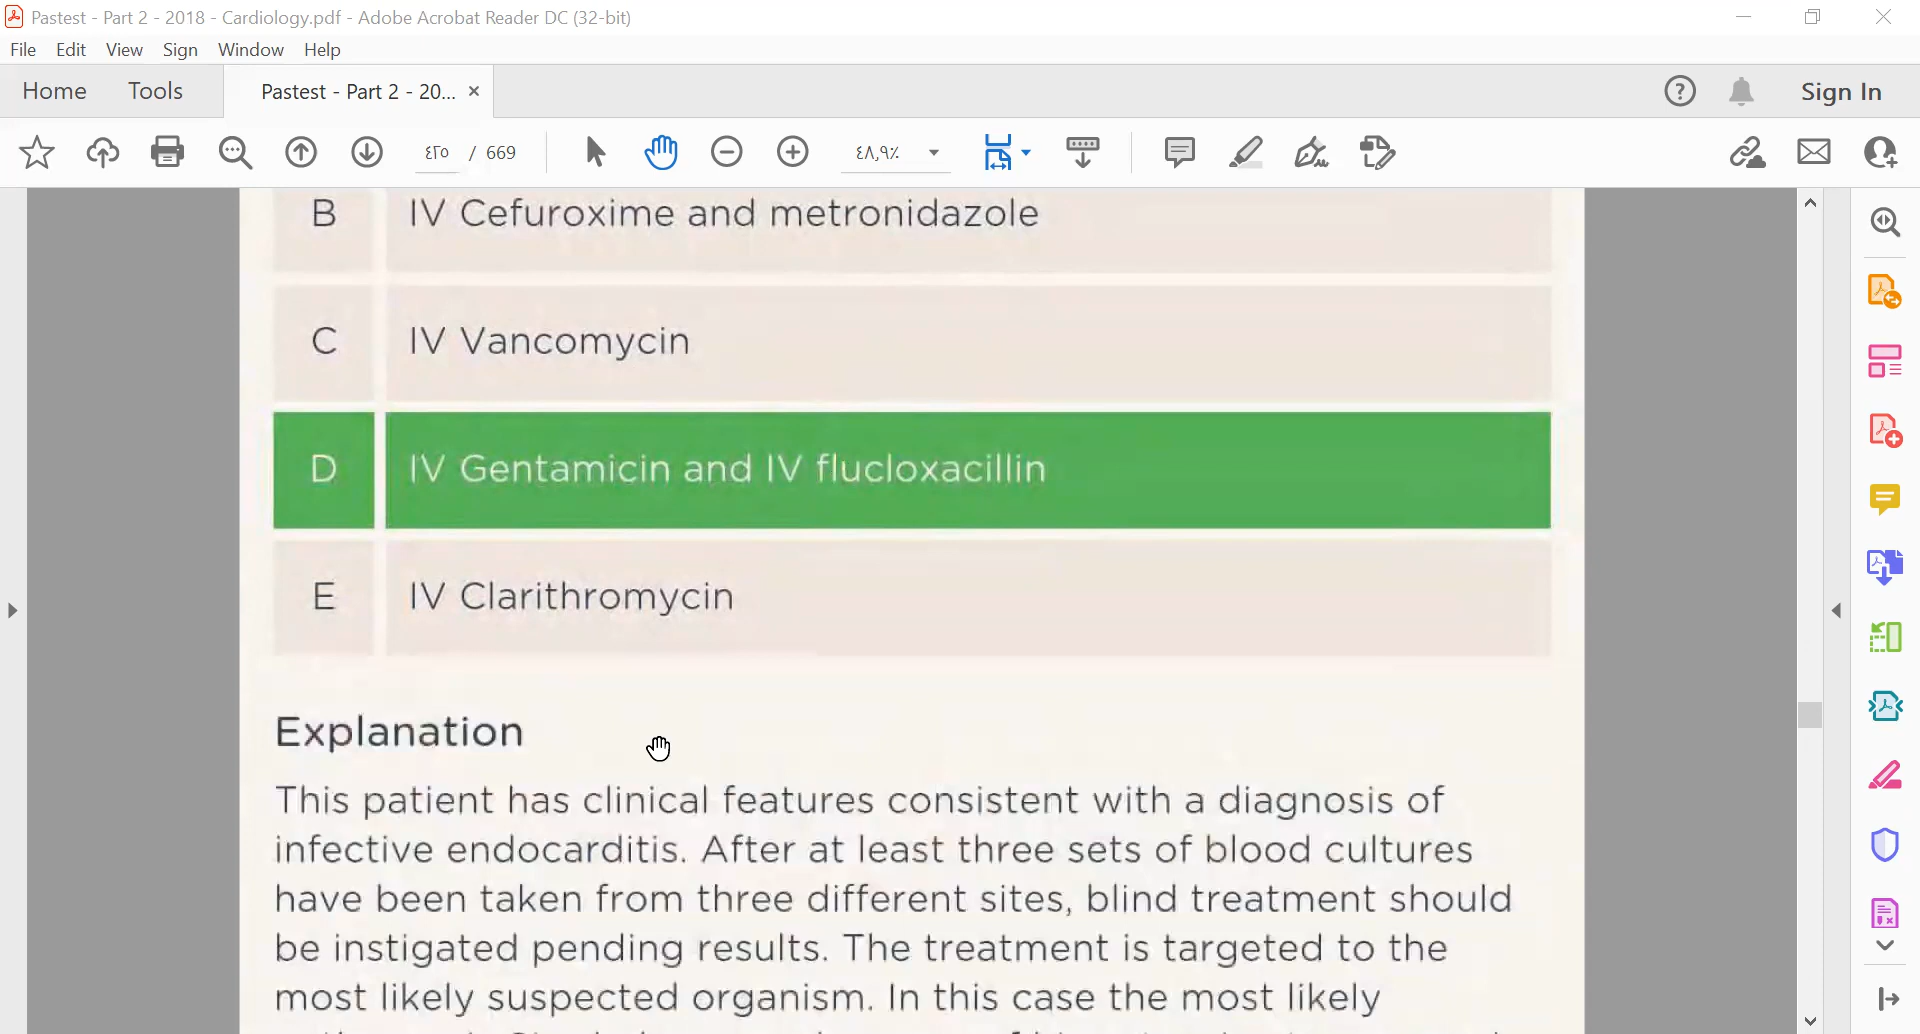 Pastest - Part 2 - 2018 - Cardiology.pdf - Adobe Acrobat Reader DC (32-bit)
File Edit View Sign Window Help
Home Tools Pastest - Part 2 - 20... × Sign In
٤٢٥ / 669 ٤٨,٩٪
B IV Cefuroxime and metronidazole
C IV Vancomycin
D IV Gentamicin and IV flucloxacillin
E IV Clarithromycin
Explanation
This patient has clinical features consistent with a diagnosis of
infective endocarditis. After at least three sets of blood cultures
have been taken from three different sites, blind treatment should
be instigated pending results. The treatment is targeted to the
most likely suspected organism. In this case the most likely